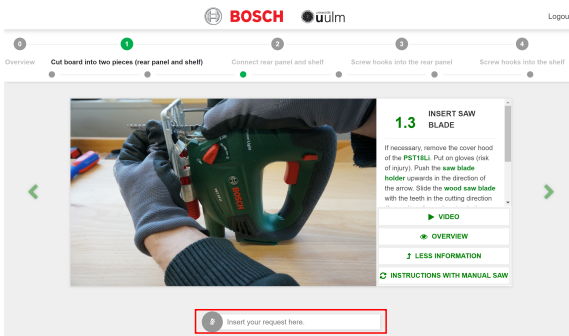 BOSCH
uulm
Logou
0
1
2
3
4
Overview
Cut board into two pieces (rear panel and shelf)
Connect rear panel and shelf
Screw hooks into the rear panel
Screw hooks into the shelf
BOSCH
1.3 INSERT SAW
BLADE
If necessary, remove the cover hood
of the PST18Li. Put on gloves (risk
of injury). Push the saw blade
holder upwards in the direction of
the arrow. Slide the wood saw blade
with the teeth in the cutting direction
VIDEO
OVERVIEW
LESS INFORMATION
INSTRUCTIONS WITH MANUAL SAW
Insert your request here.